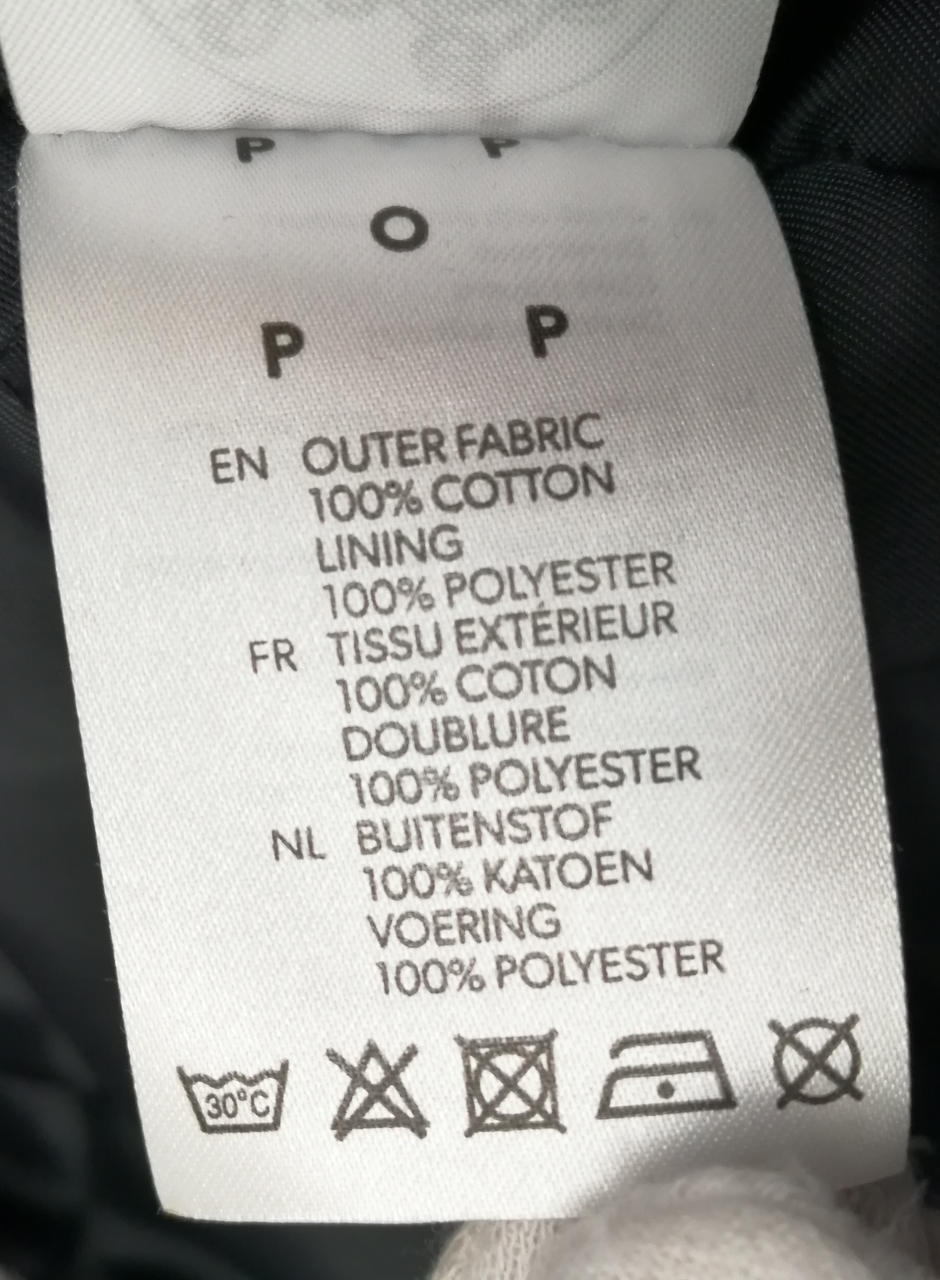 P P
O
P P
EN OUTER FABRIC
100% COTTON
LINING
100% POLYESTER
FR TISSU EXTÉRIEUR
100% COTON
DOUBLURE
100% POLYESTER
NL BUITENSTOF
100% KATOEN
VOERING
100% POLYESTER
30°C